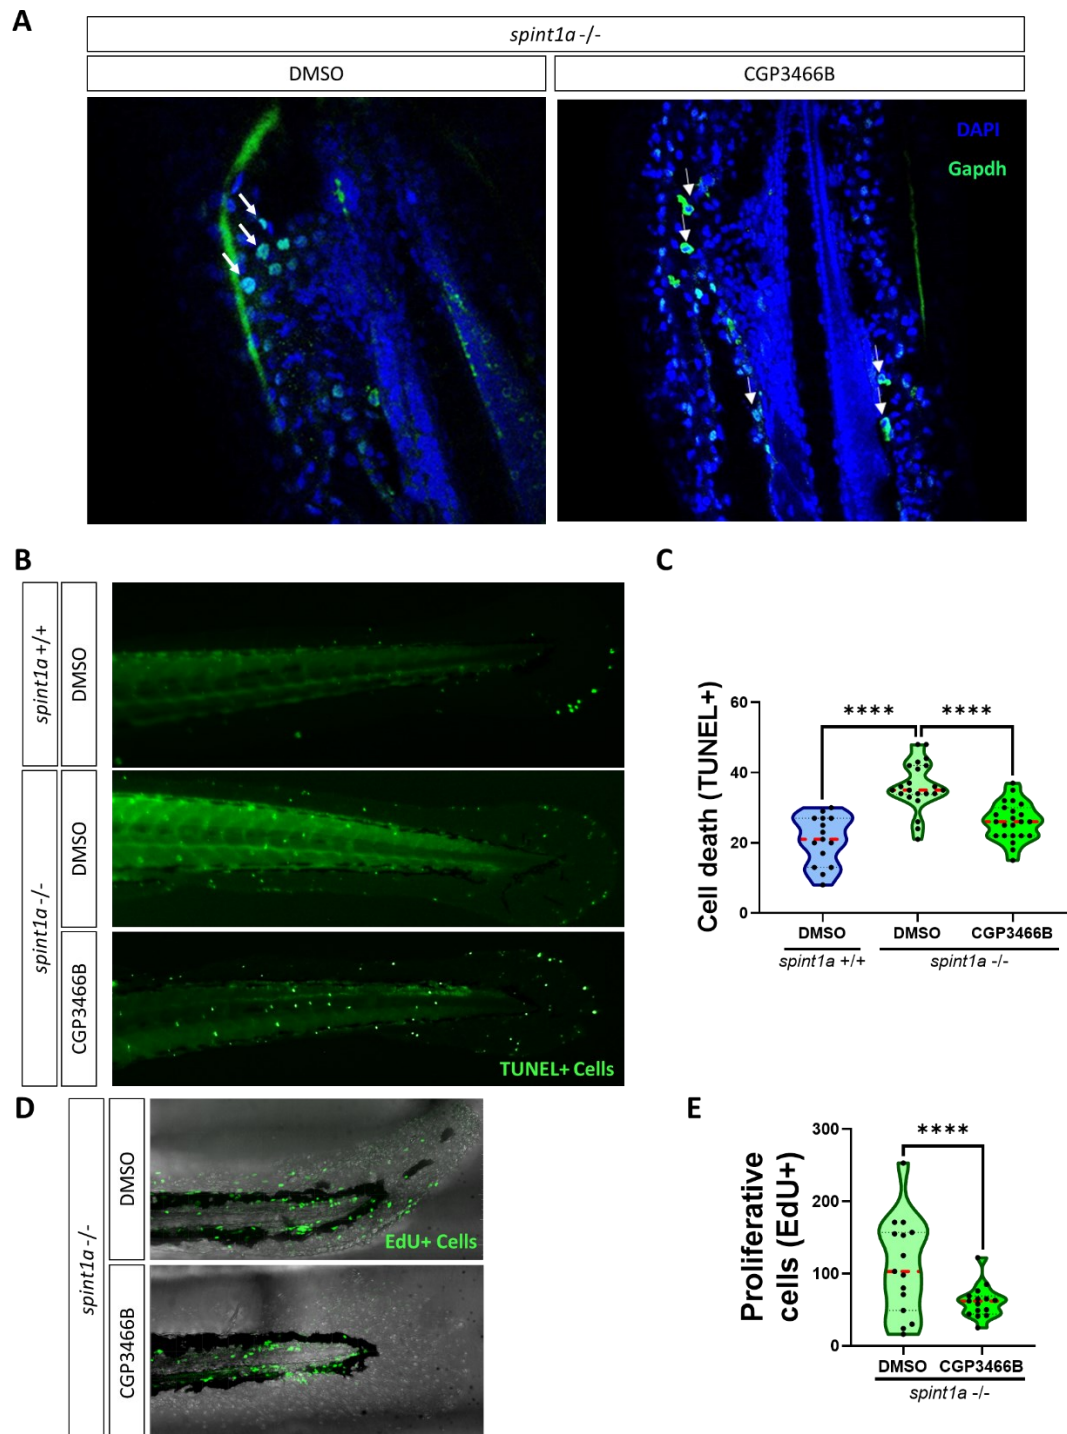 A
spint1a -/-
DMSO
CGP3466B
DAPI
Gapdh
B
spint1a +/+
DMSO
spint1a -/-
DMSO
CGP3466B
TUNEL+ Cells
C
Cell death (TUNEL+)
60
40
20
0
**** ****
DMSO DMSO CGP3466B
spint1a +/+ spint1a -/-
D
spint1a -/-
DMSO
CGP3466B
EdU+ Cells
E
Proliferative
cells (EdU+)
300
200
100
0
****
DMSO CGP3466B
spint1a -/-